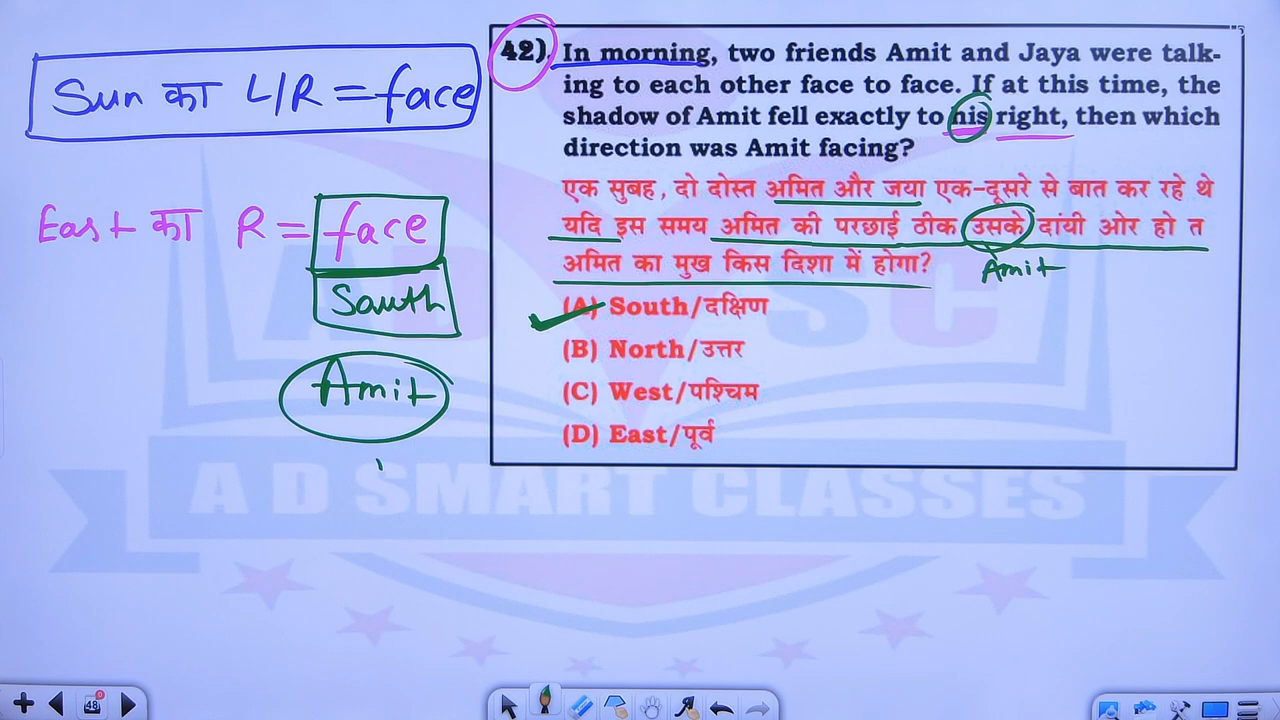 Sun का L/R = face
East का R = face
South
Amit
42). In morning, two friends Amit and Jaya were talk-
ing to each other face to face. If at this time, the
shadow of Amit fell exactly to his right, then which
direction was Amit facing?
एक सुबह, दो दोस्त अमित और जया एक-दूसरे से बात कर रहे थे
यदि इस समय अमित की परछाई ठीक उसके दांयी ओर हो त
अमित का मुख किस दिशा में होगा?
Amit
(A) South/दक्षिण
(B) North/उत्तर
(C) West/पश्चिम
(D) East/पूर्व
A D SMART CLASSES
48